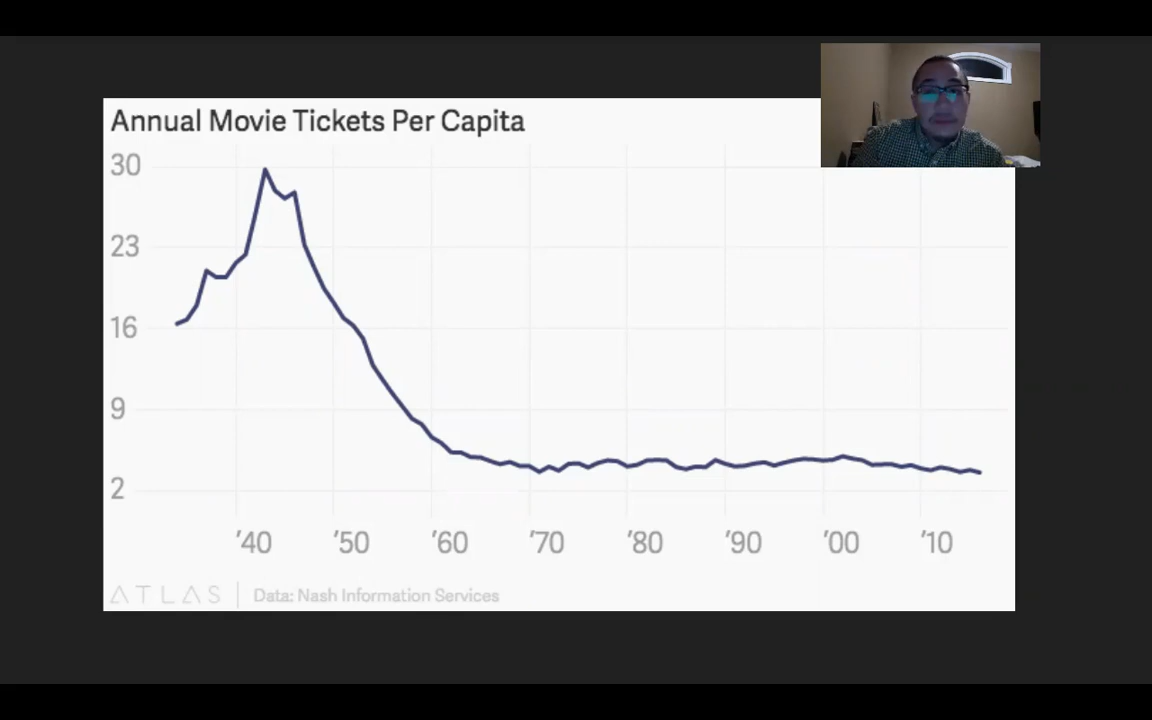 Annual Movie Tickets Per Capita
30
23
16
9
2
'40 '50 '60 '70 '80 '90 '00 '10
ATLAS | Data: Nash Information Services